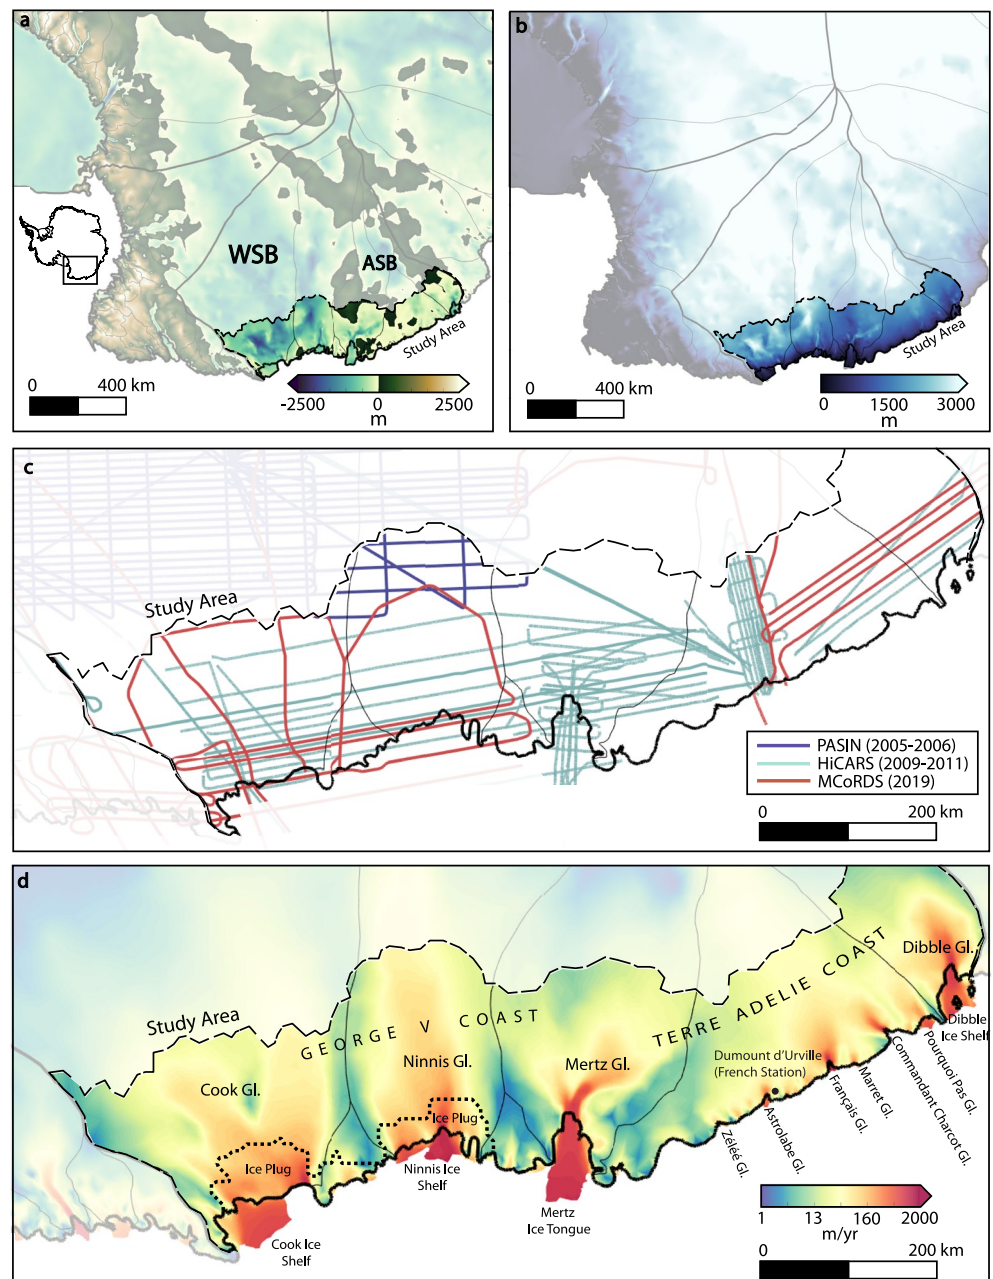 a
WSB
ASB
Study Area
0
400 km
-2500
0
2500
m
b
Study Area
0
400 km
0
1500
3000
m
c
Study Area
PASIN (2005-2006)
HiCARS (2009-2011)
MCoRDS (2019)
0
200 km
d
Study Area
GEORGE V COAST
TERRE ADELIE COAST
Dibble Gl.
Dibble
Ice Shelf
Cook Gl.
Ninnis Gl.
Mertz Gl.
Dumount d'Urville
(French Station)
Pourquoi Pas Gl.
Commandant Charcot Gl.
Marret Gl.
Français Gl.
Astrolabe Gl.
Zéléé Gl.
Ice Plug
Ice Plug
Ninnis Ice
Shelf
Mertz
Ice Tongue
Cook Ice
Shelf
1
13
160
2000
m/yr
0
200 km